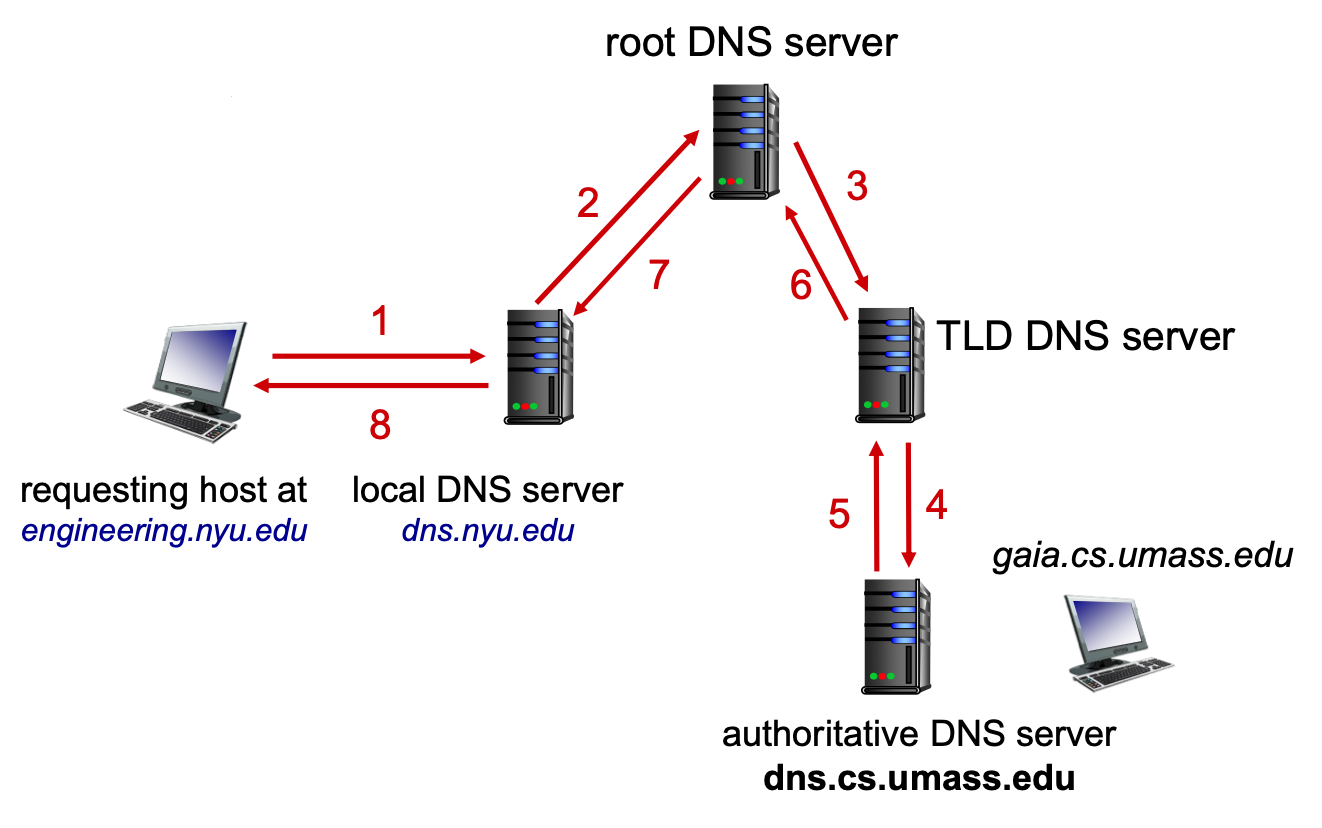 root DNS server
2
3
7
6
1
TLD DNS server
8
requesting host at
engineering.nyu.edu
local DNS server
dns.nyu.edu
5
4
gaia.cs.umass.edu
authoritative DNS server
dns.cs.umass.edu